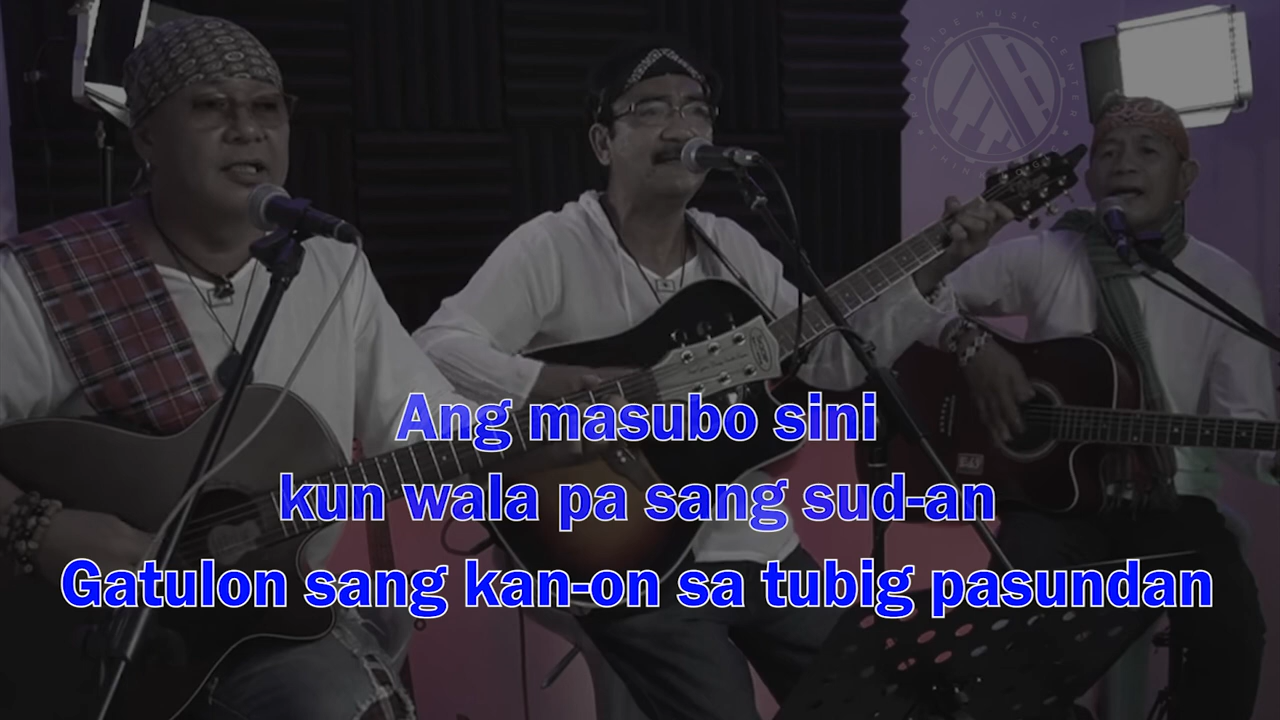 Ang masubo sini
kun wala pa sang sud-an
Gatulon sang kan-on sa tubig pasundan